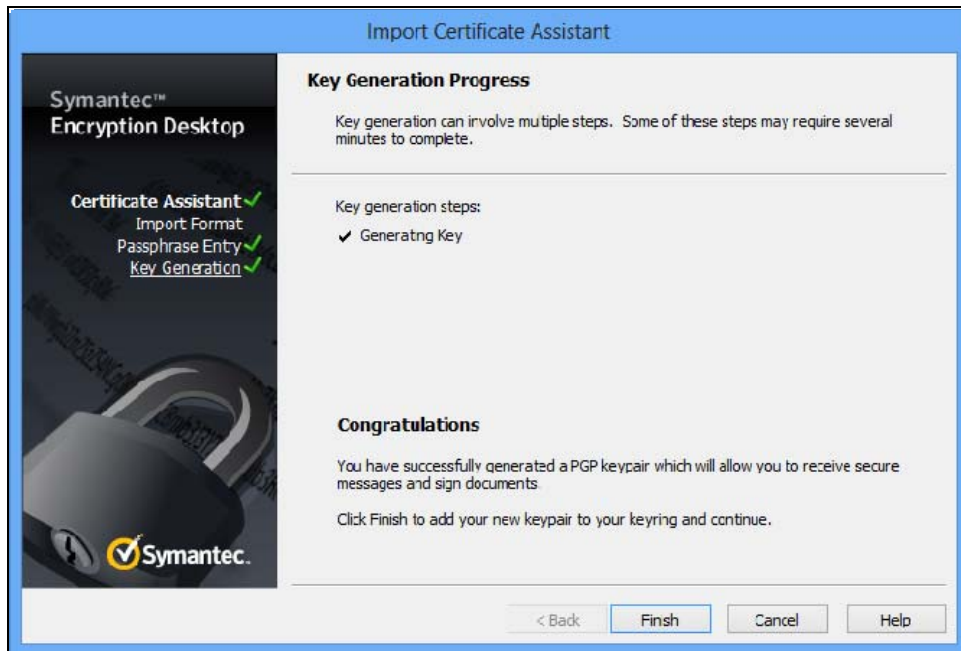 Import Certificate Assistant
Symantec™
Encryption Desktop
Certificate Assistant
Import Format
Passphrase Entry
Key Generation
Symantec.
Key Generation Progress
Key generation can involve multiple steps. Some of these steps may require several
minutes to complete.
Key generation steps:
Generating Key
Congratulations
You have successfully generated a PGP keypair which will allow you to receive secure
messages and sign documents.
Click Finish to add your new keypair to your keyring and continue.
< Back
Finish
Cancel
Help